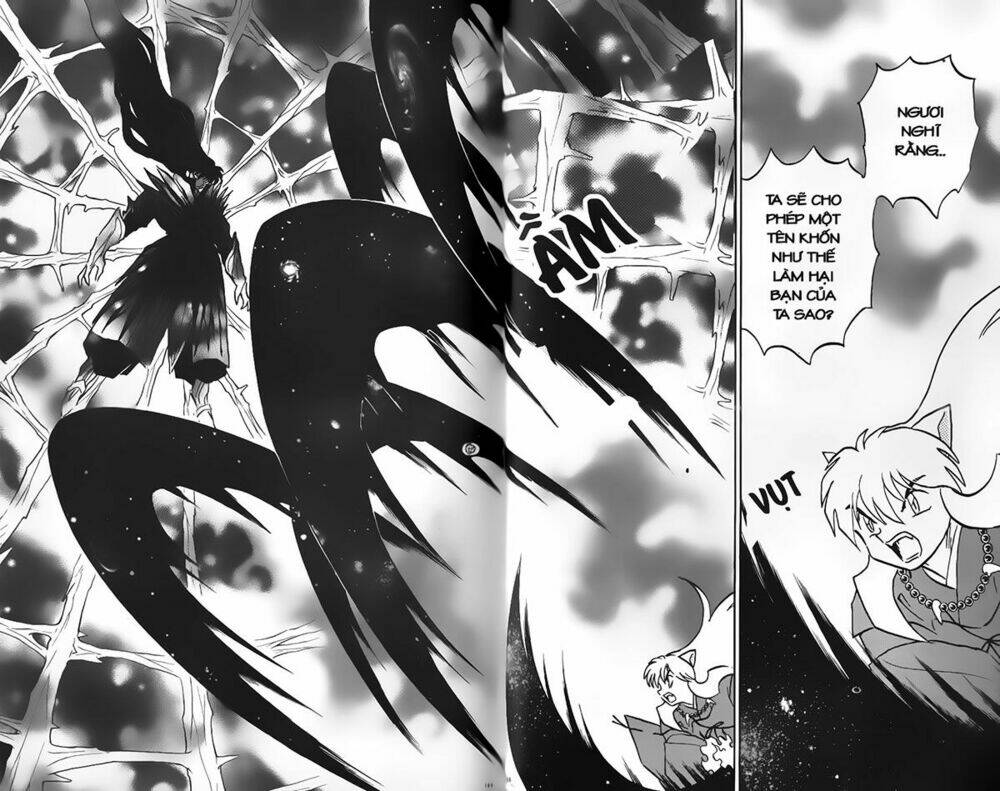 NGƯƠI
NGHĨ
RẰNG..
TA SẼ CHO
PHÉP MỘT
TÊN KHỐN
NHƯ THẾ
LÀM HẠI
BẠN CỦA
TA SAO?
VỤT
ẦM